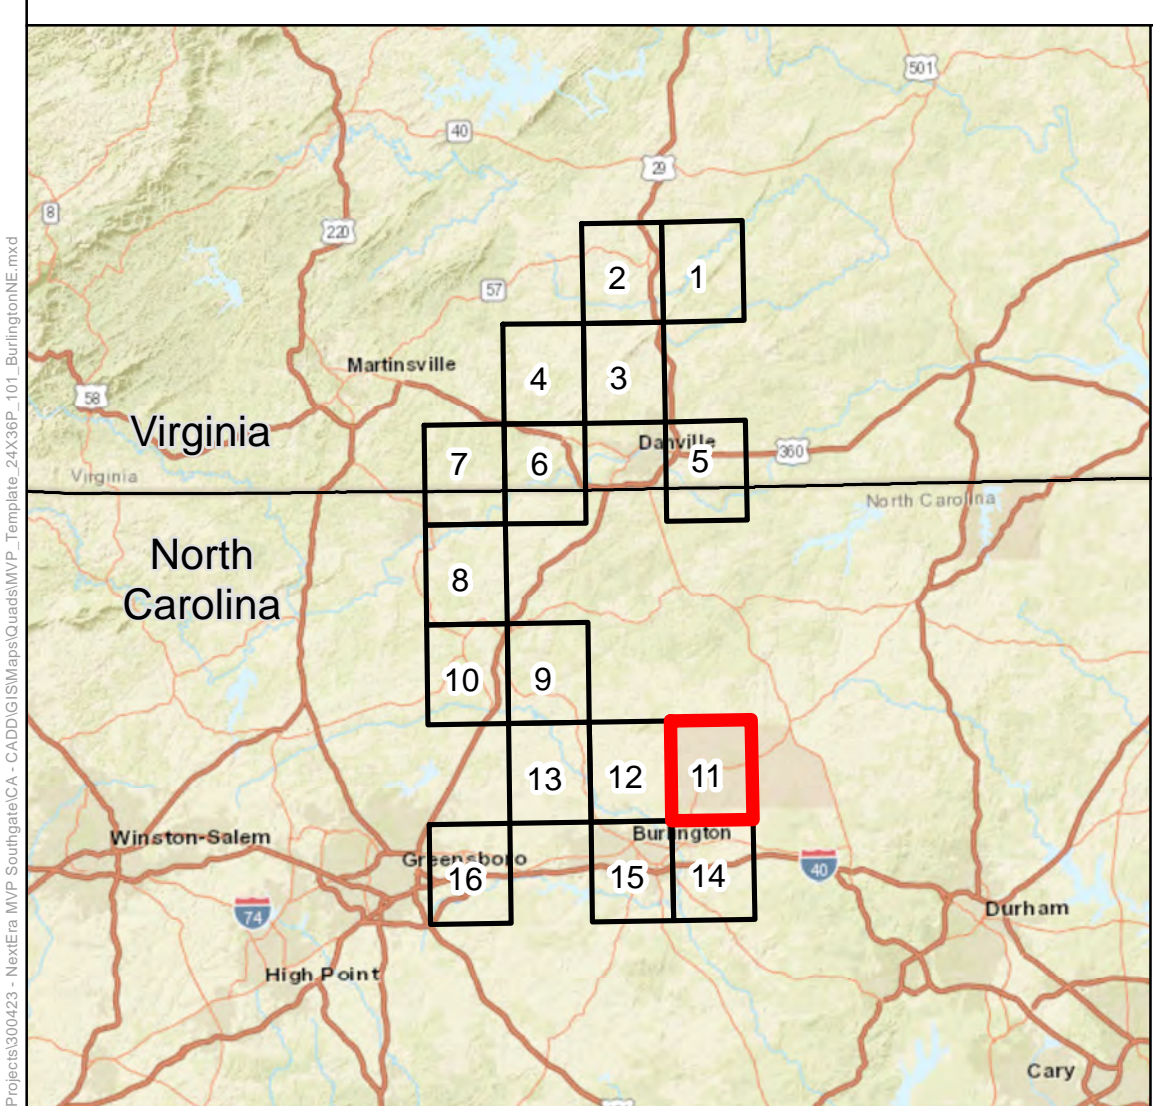 501
40
29
8
220
2
1
57
Martinsville
4
3
58
Virginia
Danville
7
6
5
360
Virginia
North Carolina
North
Carolina
8
10
9
13
12
11
Winston-Salem
Burlington
Greensboro
16
15
14
40
74
Durham
High Point
Cary
Projects\300423 - NextEra MVP Southgate\CA - CADD\GIS\Maps\Quads\MVP_Template_24X36P_101_BurlingtonNE.mxd